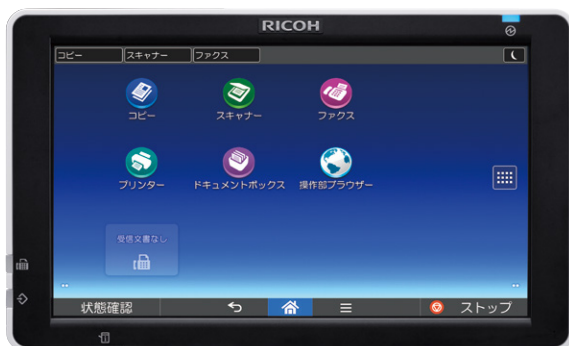 RICOH
コピー スキャナー ファクス
コピー スキャナー ファクス
プリンター ドキュメントボックス 操作部ブラウザー
受信文書なし
状態確認 ストップ